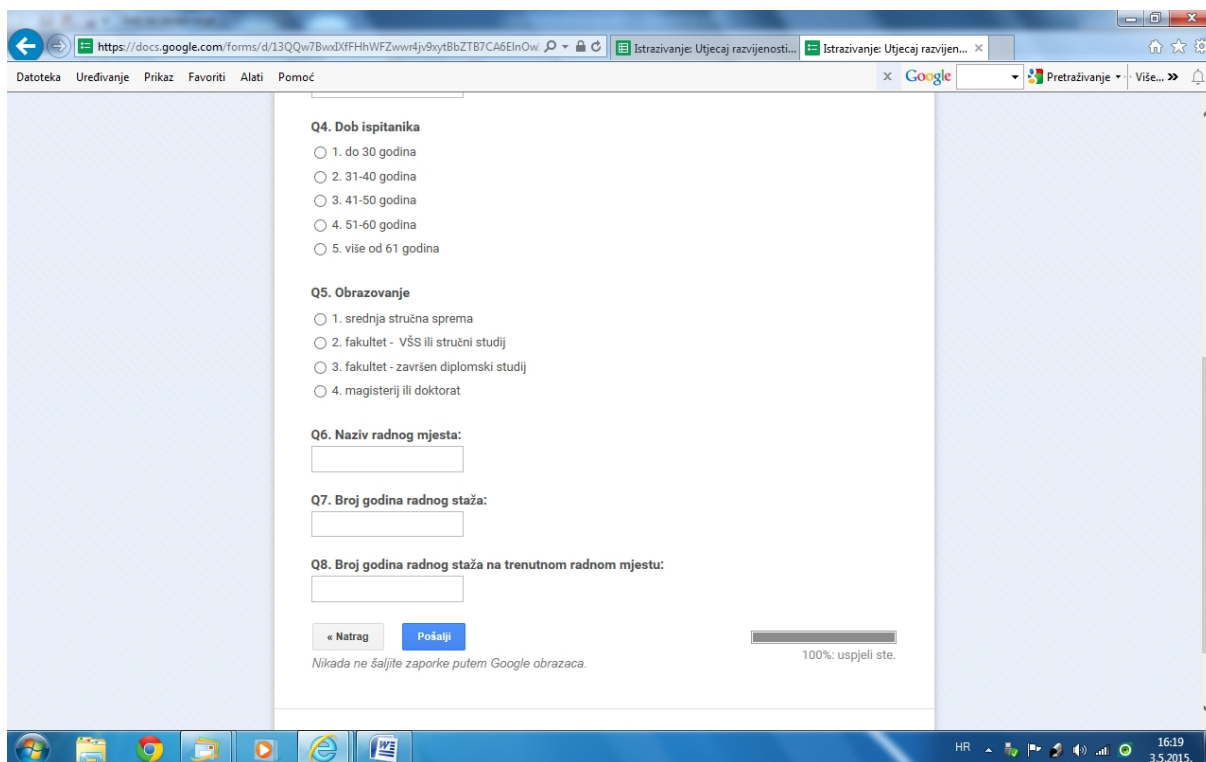 https://docs.google.com/forms/d/13QQw7BwxIXfFHhWFZwwr4jv9xytBbZTB7CA6ElnOw
Istrazivanje: Utjecaj razvijenosti...
Istrazivanje: Utjecaj razvijen...
Datoteka Uređivanje Prikaz Favoriti Alati Pomoć
x Google Pretraživanje Više... »
Q4. Dob ispitanika
1. do 30 godina
2. 31-40 godina
3. 41-50 godina
4. 51-60 godina
5. više od 61 godina
Q5. Obrazovanje
1. srednja stručna sprema
2. fakultet - VŠS ili stručni studij
3. fakultet - završen diplomski studij
4. magisterij ili doktorat
Q6. Naziv radnog mjesta:
Q7. Broj godina radnog staža:
Q8. Broj godina radnog staža na trenutnom radnom mjestu:
« Natrag
Pošalji
100%: uspjeli ste.
Nikada ne šaljite zaporke putem Google obrazaca.
HR
16:19
3.5.2015.